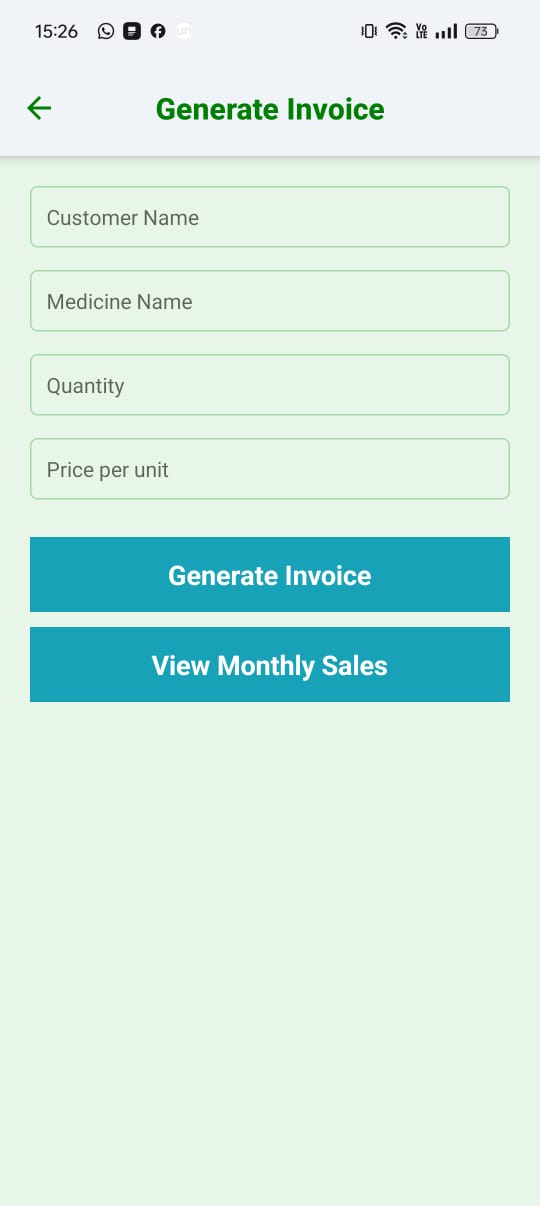 15:26
Vo
LTE
73
Generate Invoice
Customer Name
Medicine Name
Quantity
Price per unit
Generate Invoice
View Monthly Sales